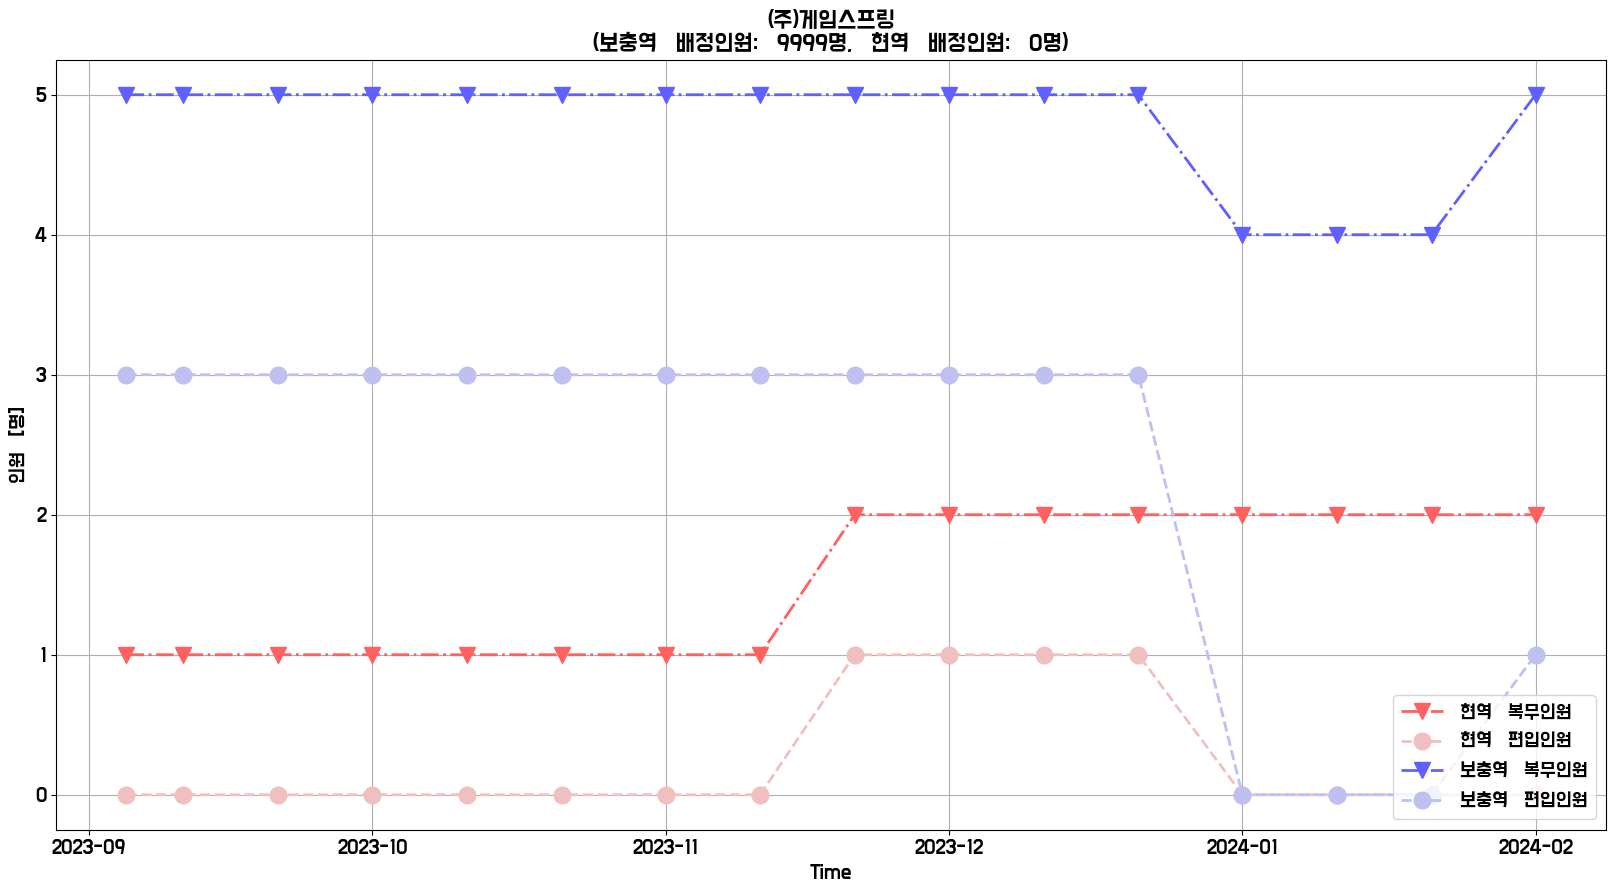 (주)게임스프링
(보충역 배정인원: 9999명, 현역 배정인원: 0명)
5
4
3
2
1
0
인원 [명]
2023-09 2023-10 2023-11 2023-12 2024-01 2024-02
Time
현역 복무인원
현역 편입인원
보충역 복무인원
보충역 편입인원